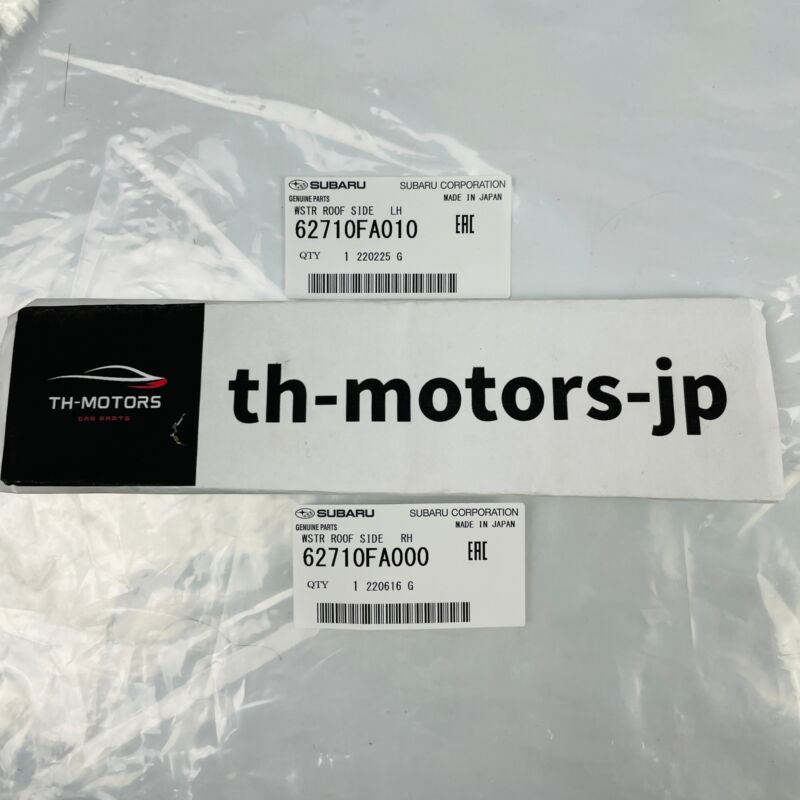 SUBARU SUBARU CORPORATION
GENUINE PARTS MADE IN JAPAN
WSTR ROOF SIDE LH
62710FA010 EAC
QTY 1 220225 G
TH-MOTORS
CAR PARTS
th-motors-jp
SUBARU SUBARU CORPORATION
GENUINE PARTS MADE IN JAPAN
WSTR ROOF SIDE RH
62710FA000 EAC
QTY 1 220616 G